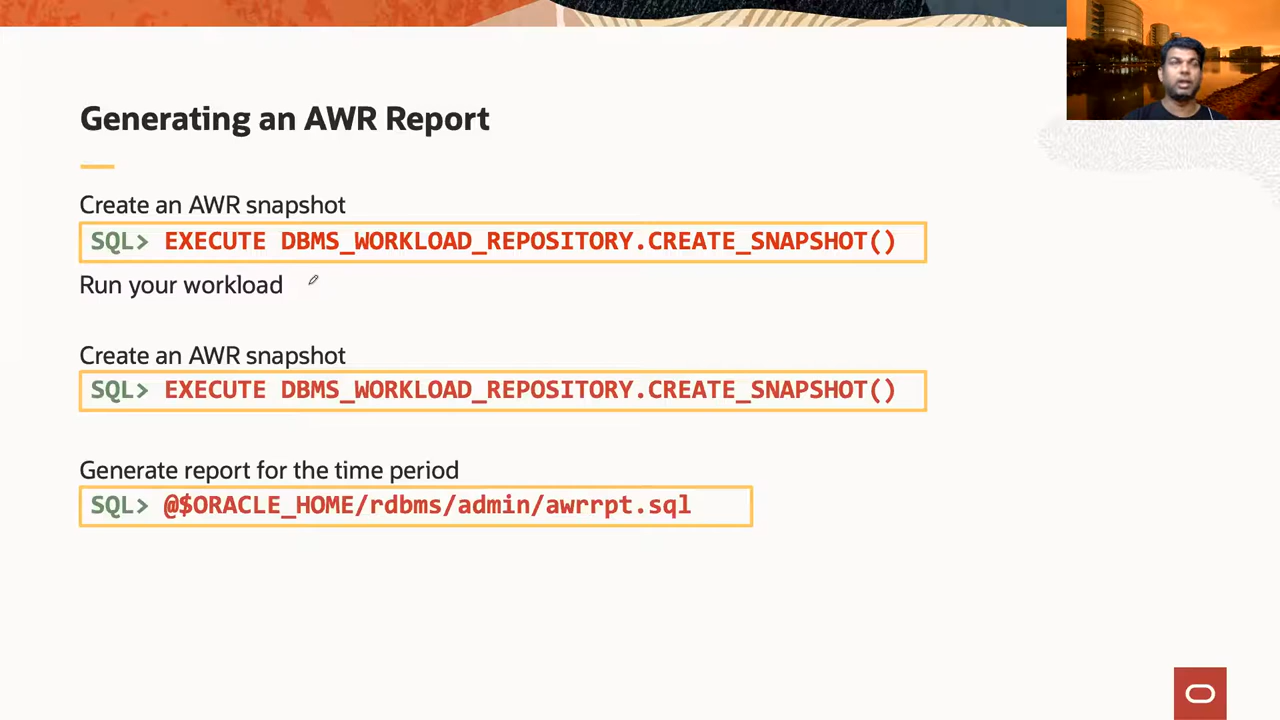 Generating an AWR Report
Create an AWR snapshot
SQL> EXECUTE DBMS_WORKLOAD_REPOSITORY.CREATE_SNAPSHOT()
Run your workload
Create an AWR snapshot
SQL> EXECUTE DBMS_WORKLOAD_REPOSITORY.CREATE_SNAPSHOT()
Generate report for the time period
SQL> @$ORACLE_HOME/rdbms/admin/awrrpt.sql